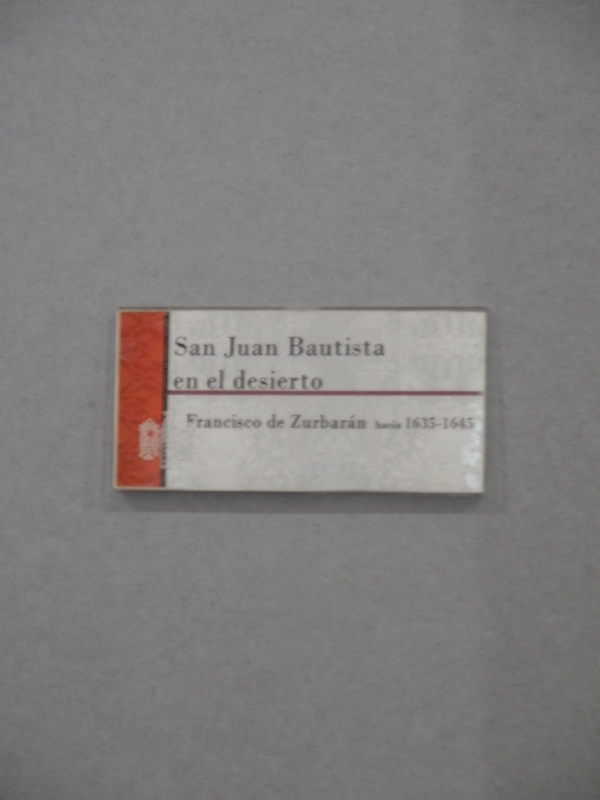 San Juan Bautista
en el desierto
Francisco de Zurbarán hacia 1635-1645